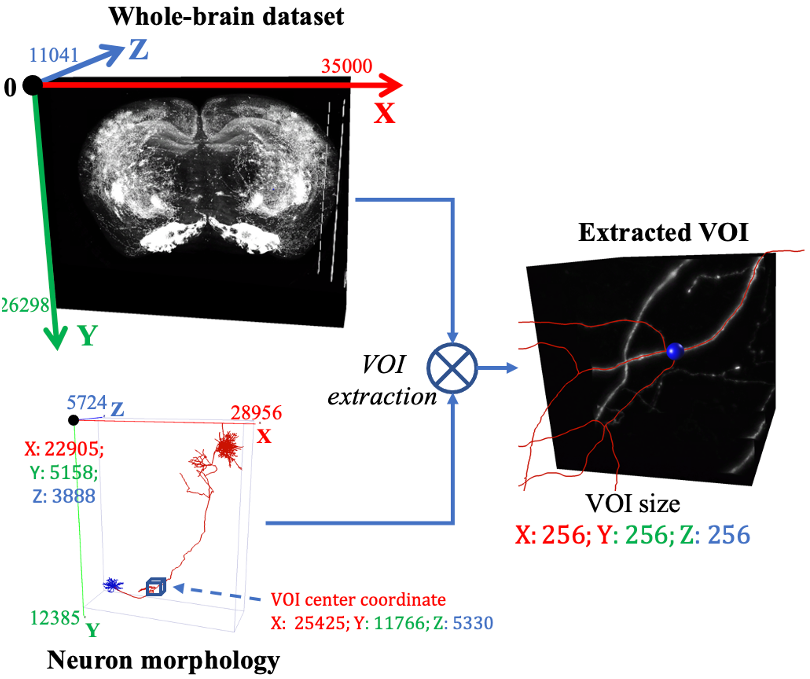 Whole-brain dataset
11041
Z
35000
0
X
26298
Y
Extracted VOI
VOI
extraction
5724
Z
28956
X
X: 22905;
Y: 5158;
Z: 3888
VOI size
X: 256; Y: 256; Z: 256
VOI center coordinate
X: 25425; Y: 11766; Z: 5330
12385
Y
Neuron morphology